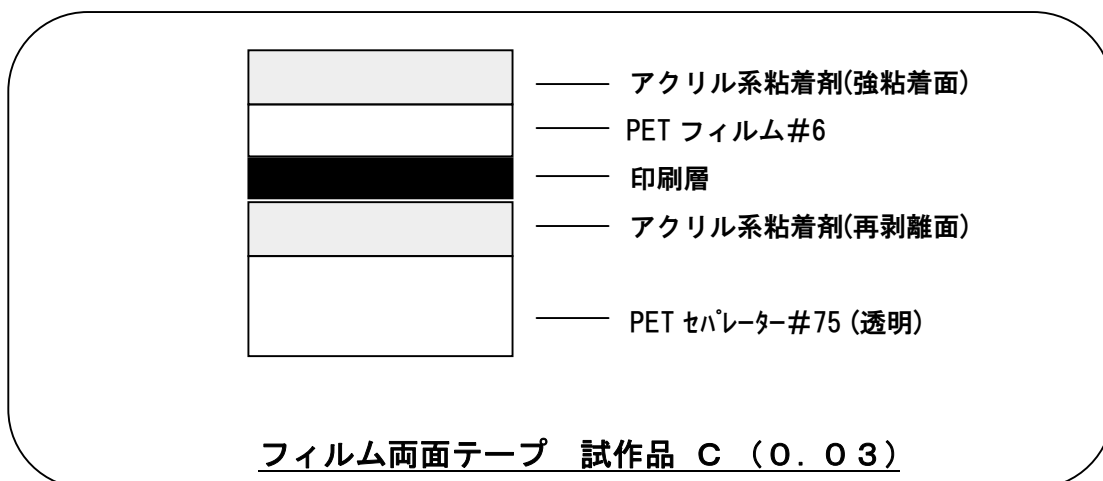 アクリル系粘着剤(強粘着面)
PET フィルム#6
印刷層
アクリル系粘着剤(再剥離面)
PET ｾﾊﾟﾚｰﾀｰ#75 (透明)
フィルム両面テープ 試作品 C (0.03)